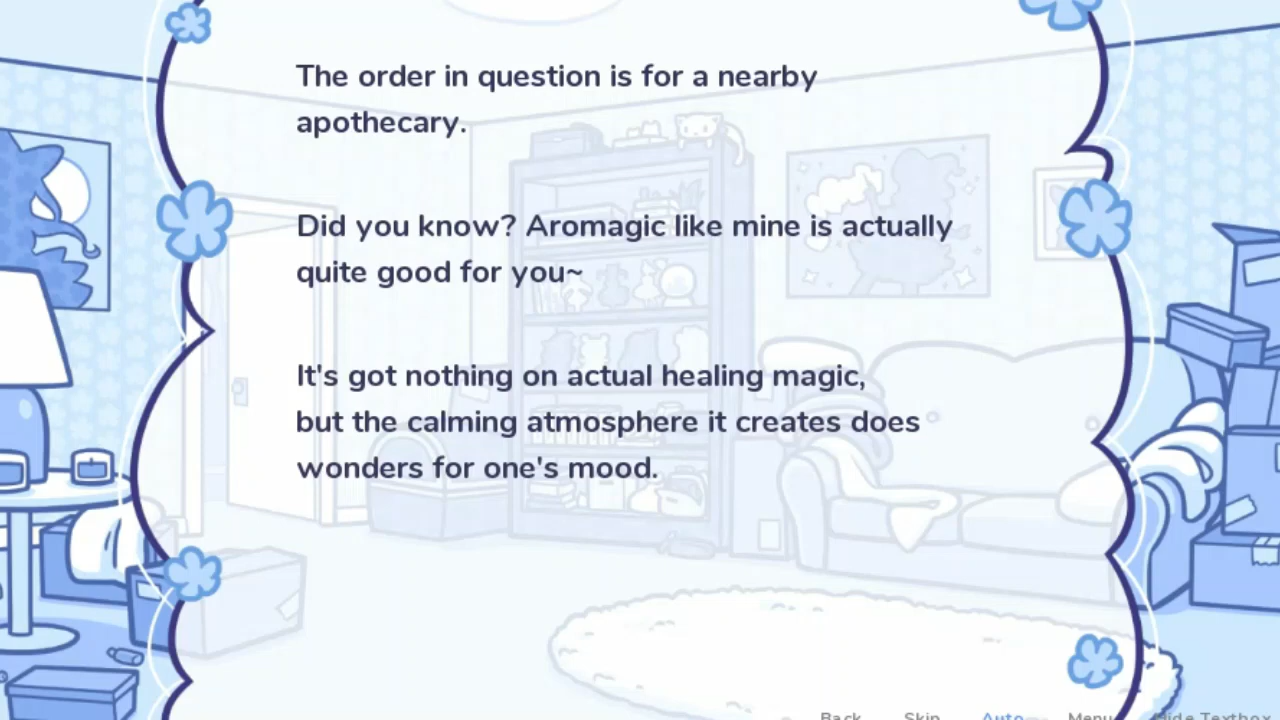 The order in question is for a nearby
apothecary.
Did you know? Aromagic like mine is actually
quite good for you~
It's got nothing on actual healing magic,
but the calming atmosphere it creates does
wonders for one's mood.
Back Skip Auto Menu Hide Textbox